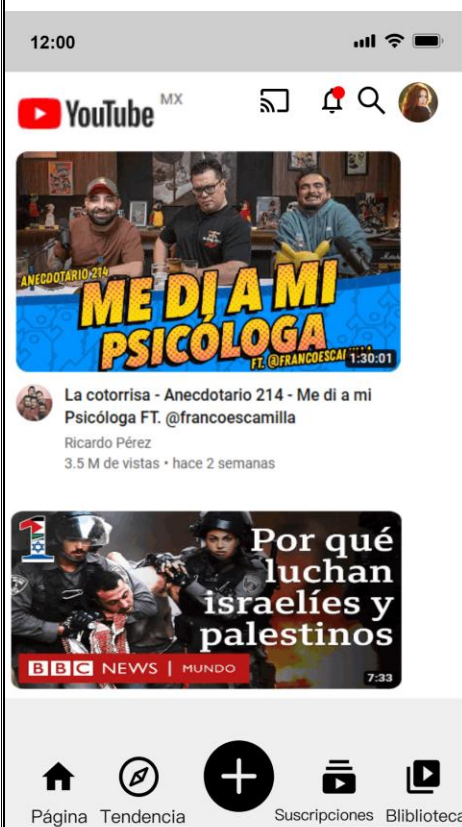 12:00
YouTube MX
ANECDOTARIO 214
ME DI A MI
PSICÓLOGA
FT. @FRANCOESCAMILLA
1:30:01
La cotorrisa - Anecdotario 214 - Me di a mi
Psicóloga FT. @francoescamilla
Ricardo Pérez
3.5 M de vistas • hace 2 semanas
1
Por qué
luchan
israelíes y
palestinos
BBC NEWS | MUNDO
7:33
Página Tendencia Suscripciones Bliblioteca